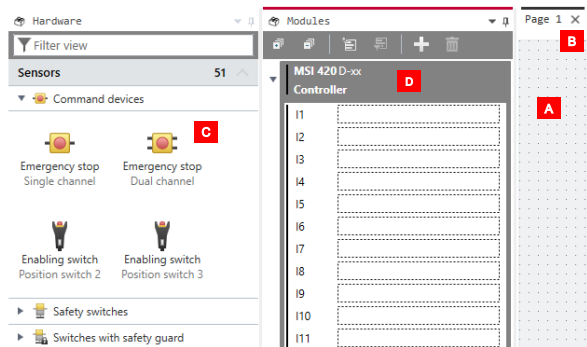 Hardware
Filter view
Sensors 51
Command devices
C
Emergency stop
Single channel
Emergency stop
Dual channel
Enabling switch
Position switch 2
Enabling switch
Position switch 3
Safety switches
Switches with safety guard
Modules
MSI 420 D-xx
Controller
D
I1
I2
I3
I4
I5
I6
I7
I8
I9
I10
I11
Page 1 X
B
A